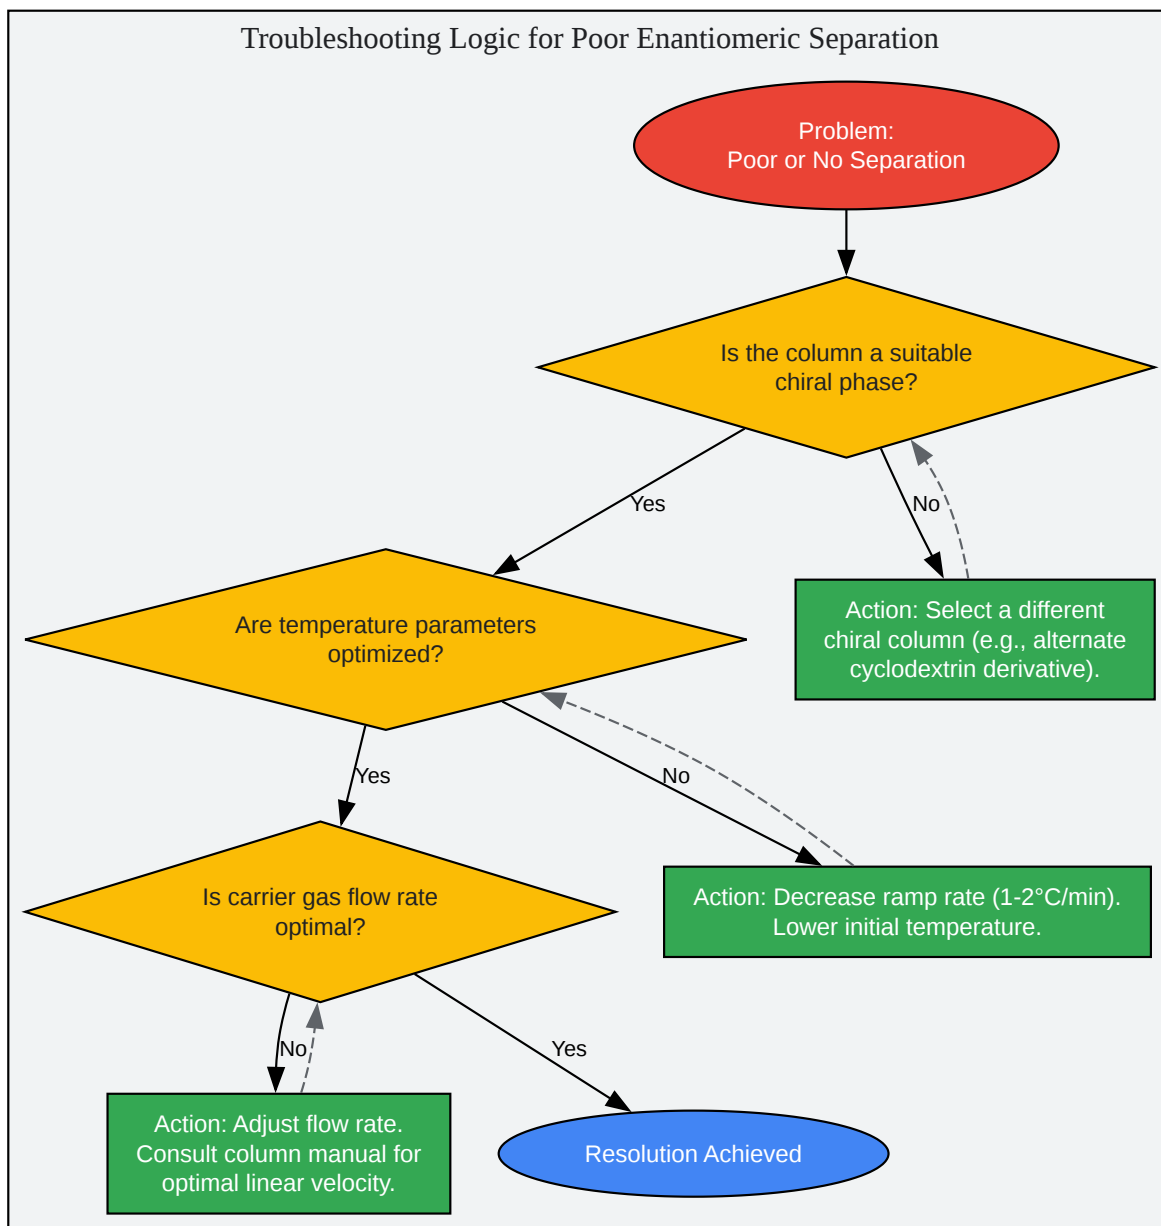 Troubleshooting Logic for Poor Enantiomeric Separation
Problem:
Poor or No Separation
Is the column a suitable
chiral phase?
Yes
No
Action: Select a different
chiral column (e.g., alternate
cyclodextrin derivative).
Are temperature parameters
optimized?
Yes
No
Action: Decrease ramp rate (1-2°C/min).
Lower initial temperature.
Is carrier gas flow rate
optimal?
No
Yes
Action: Adjust flow rate.
Consult column manual for
optimal linear velocity.
Resolution Achieved